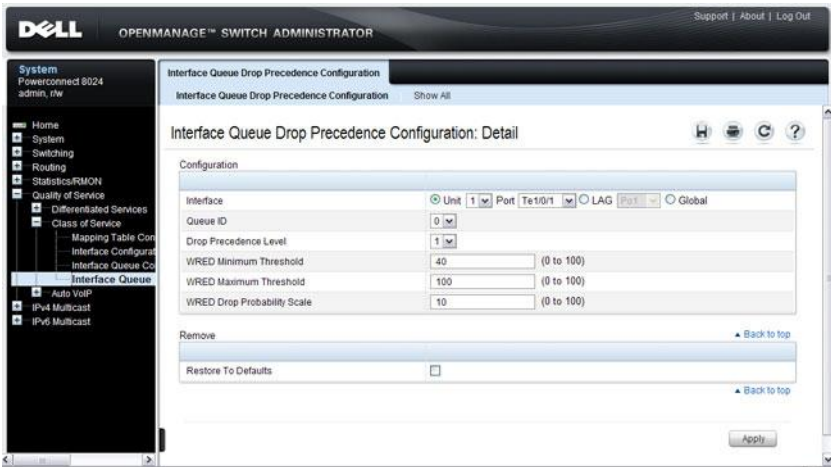 Support | About | Log Out
DELL OPENMANAGE™ SWITCH ADMINISTRATOR
System
Powerconnect 8024
admin, r/w
Home
System
Switching
Routing
Statistics/RMON
Quality of Service
Differentiated Services
Class of Service
Mapping Table Con
Interface Configurat
Interface Queue Co
Interface Queue
Auto VoIP
IPv4 Multicast
IPv6 Multicast
Interface Queue Drop Precedence Configuration
Interface Queue Drop Precedence Configuration Show All
Interface Queue Drop Precedence Configuration: Detail
Configuration
Interface Unit 1 Port Te1/0/1 LAG Po1 Global
Queue ID 0
Drop Precedence Level 1
WRED Minimum Threshold 40 (0 to 100)
WRED Maximum Threshold 100 (0 to 100)
WRED Drop Probability Scale 10 (0 to 100)
Remove Back to top
Restore To Defaults
Back to top
Apply